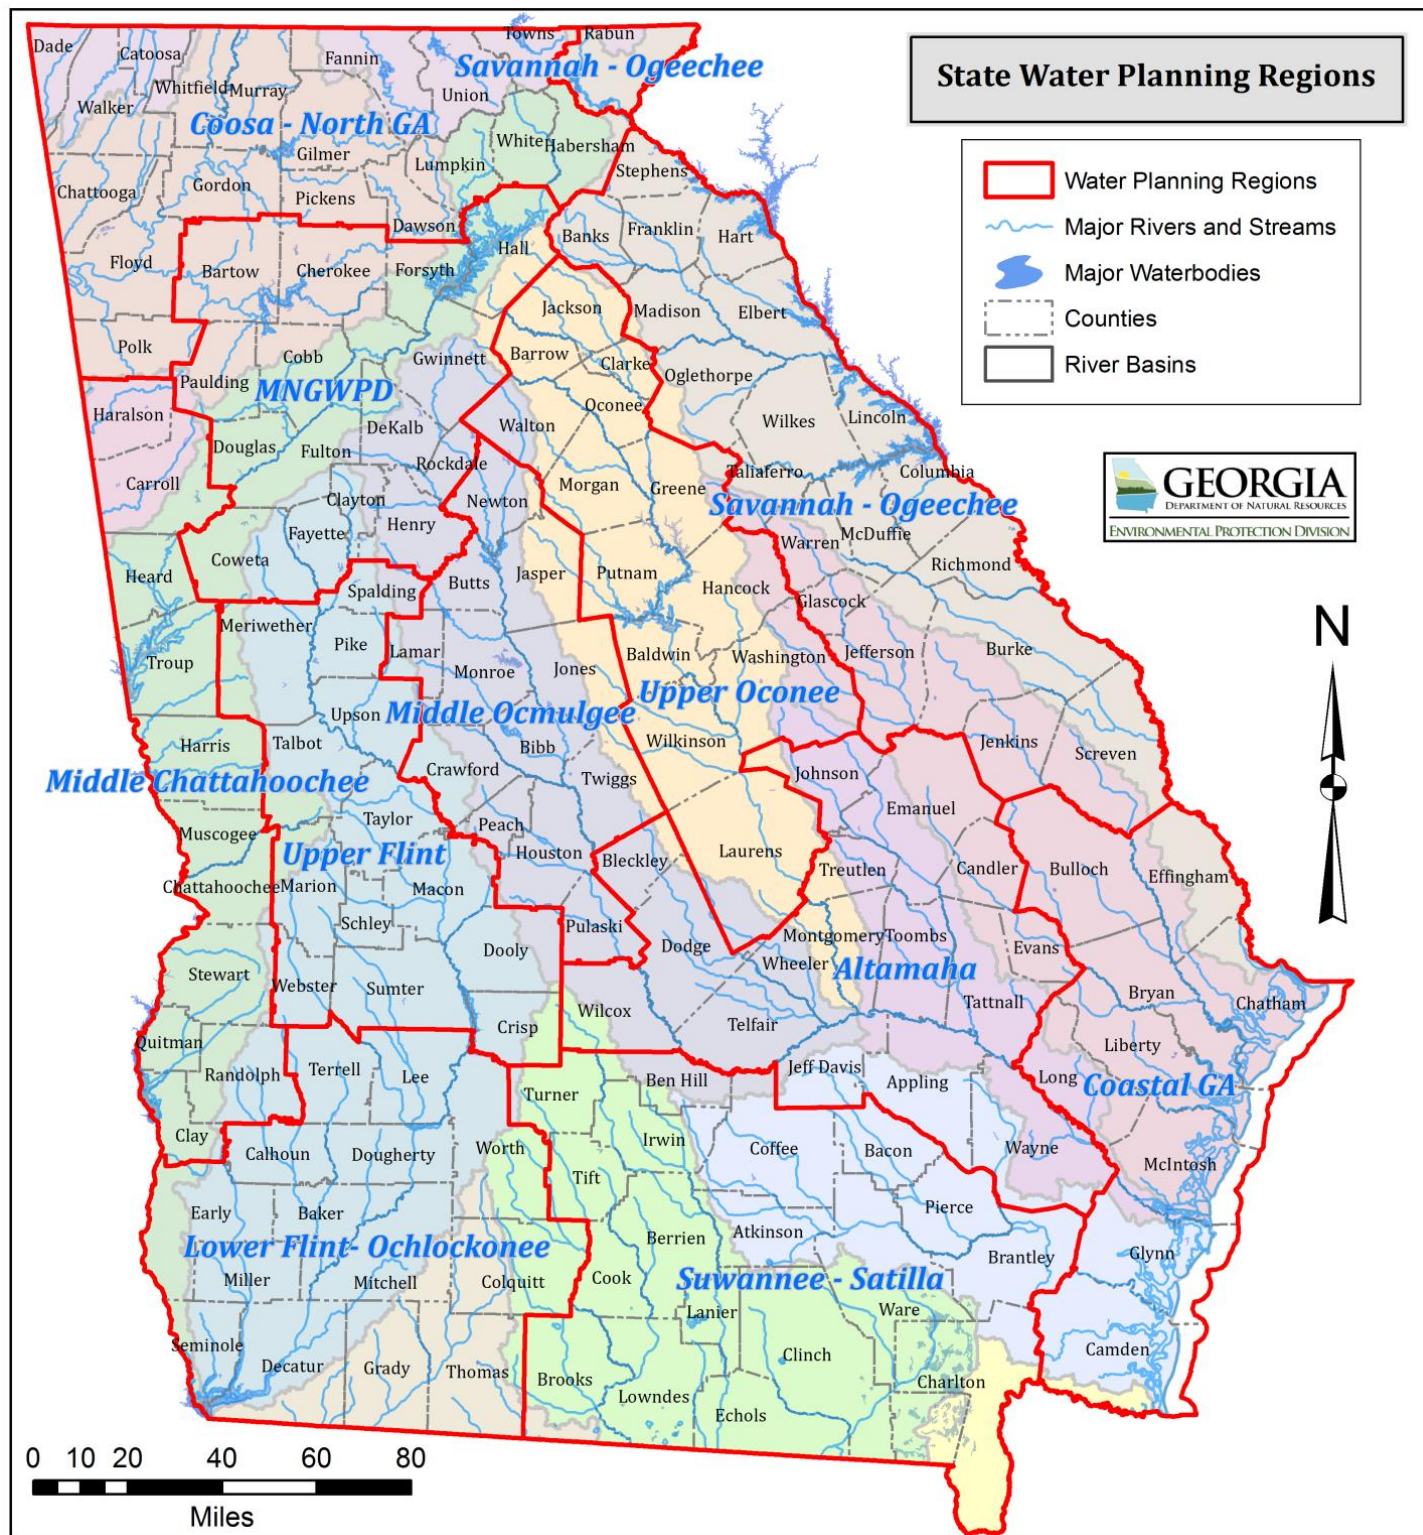 State Water Planning Regions
Water Planning Regions
Major Rivers and Streams
Major Waterbodies
Counties
River Basins
GEORGIA
DEPARTMENT OF NATURAL RESOURCES
ENVIRONMENTAL PROTECTION DIVISION
N
Dade
Catoosa
Fannin
Towns
Rabun
Savannah - Ogeechee
Walker
Whitfield
Murray
Union
Coosa - North GA
White
Habersham
Gilmer
Lumpkin
Stephens
Chattooga
Gordon
Pickens
Dawson
Banks
Franklin
Hart
Hall
Floyd
Bartow
Cherokee
Forsyth
Jackson
Madison
Elbert
Polk
Cobb
Gwinnett
Barrow
Clarke
Oglethorpe
Paulding
MNGWPD
Oconee
Haralson
DeKalb
Walton
Wilkes
Lincoln
Douglas
Fulton
Rockdale
Taliaferro
Columbia
Carroll
Clayton
Newton
Morgan
Greene
Savannah - Ogeechee
Fayette
Henry
Warren
McDuffie
Coweta
Richmond
Heard
Spalding
Butts
Jasper
Putnam
Hancock
Glascock
Meriwether
Pike
Lamar
Baldwin
Washington
Jefferson
Burke
Troup
Monroe
Jones
Upper Oconee
Upson
Middle Ocmulgee
Harris
Talbot
Bibb
Wilkinson
Jenkins
Screven
Middle Chattahoochee
Crawford
Twiggs
Johnson
Emanuel
Muscogee
Taylor
Peach
Upper Flint
Houston
Bleckley
Laurens
Treutlen
Candler
Bulloch
Effingham
Chattahoochee
Marion
Macon
Schley
Pulaski
Dodge
Montgomery
Toombs
Evans
Dooly
Wheeler
Altamaha
Stewart
Webster
Sumter
Tattnall
Bryan
Chatham
Wilcox
Telfair
Crisp
Quitman
Liberty
Randolph
Terrell
Lee
Turner
Ben Hill
Jeff Davis
Appling
Long
Coastal GA
Clay
Calhoun
Dougherty
Worth
Irwin
Coffee
Bacon
Wayne
Tift
McIntosh
Early
Baker
Pierce
Lower Flint- Ochlockonee
Berrien
Atkinson
Brantley
Glynn
Miller
Mitchell
Colquitt
Cook
Suwannee - Satilla
Lanier
Ware
Seminole
Decatur
Grady
Thomas
Brooks
Clinch
Camden
Lowndes
Echols
Charlton
0 10 20 40 60 80
Miles